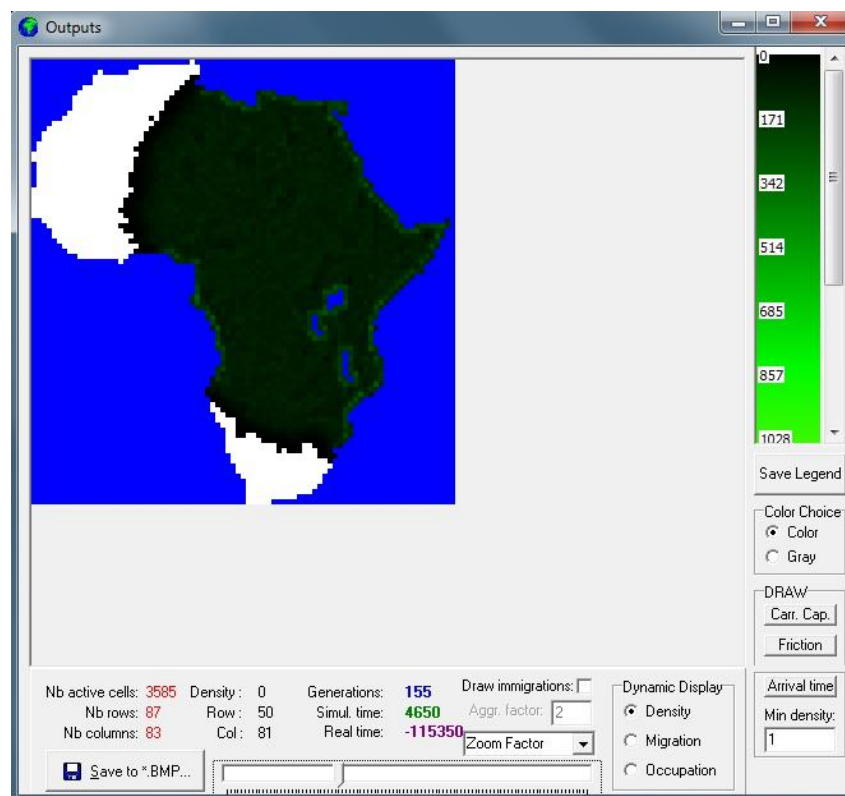 Outputs
0
171
342
514
685
857
1028
Save Legend
Color Choice
Color
Gray
DRAW
Carr. Cap.
Friction
Nb active cells: 3585 Density: 0 Generations: 155 Draw immigrations:
Nb rows: 87 Row: 50 Simul. time: 4650 Aggr. factor: 2
Nb columns: 83 Col: 81 Real time: -115350 Zoom Factor
Save to *.BMP...
Dynamic Display
Density
Migration
Occupation
Arrival time
Min density:
1